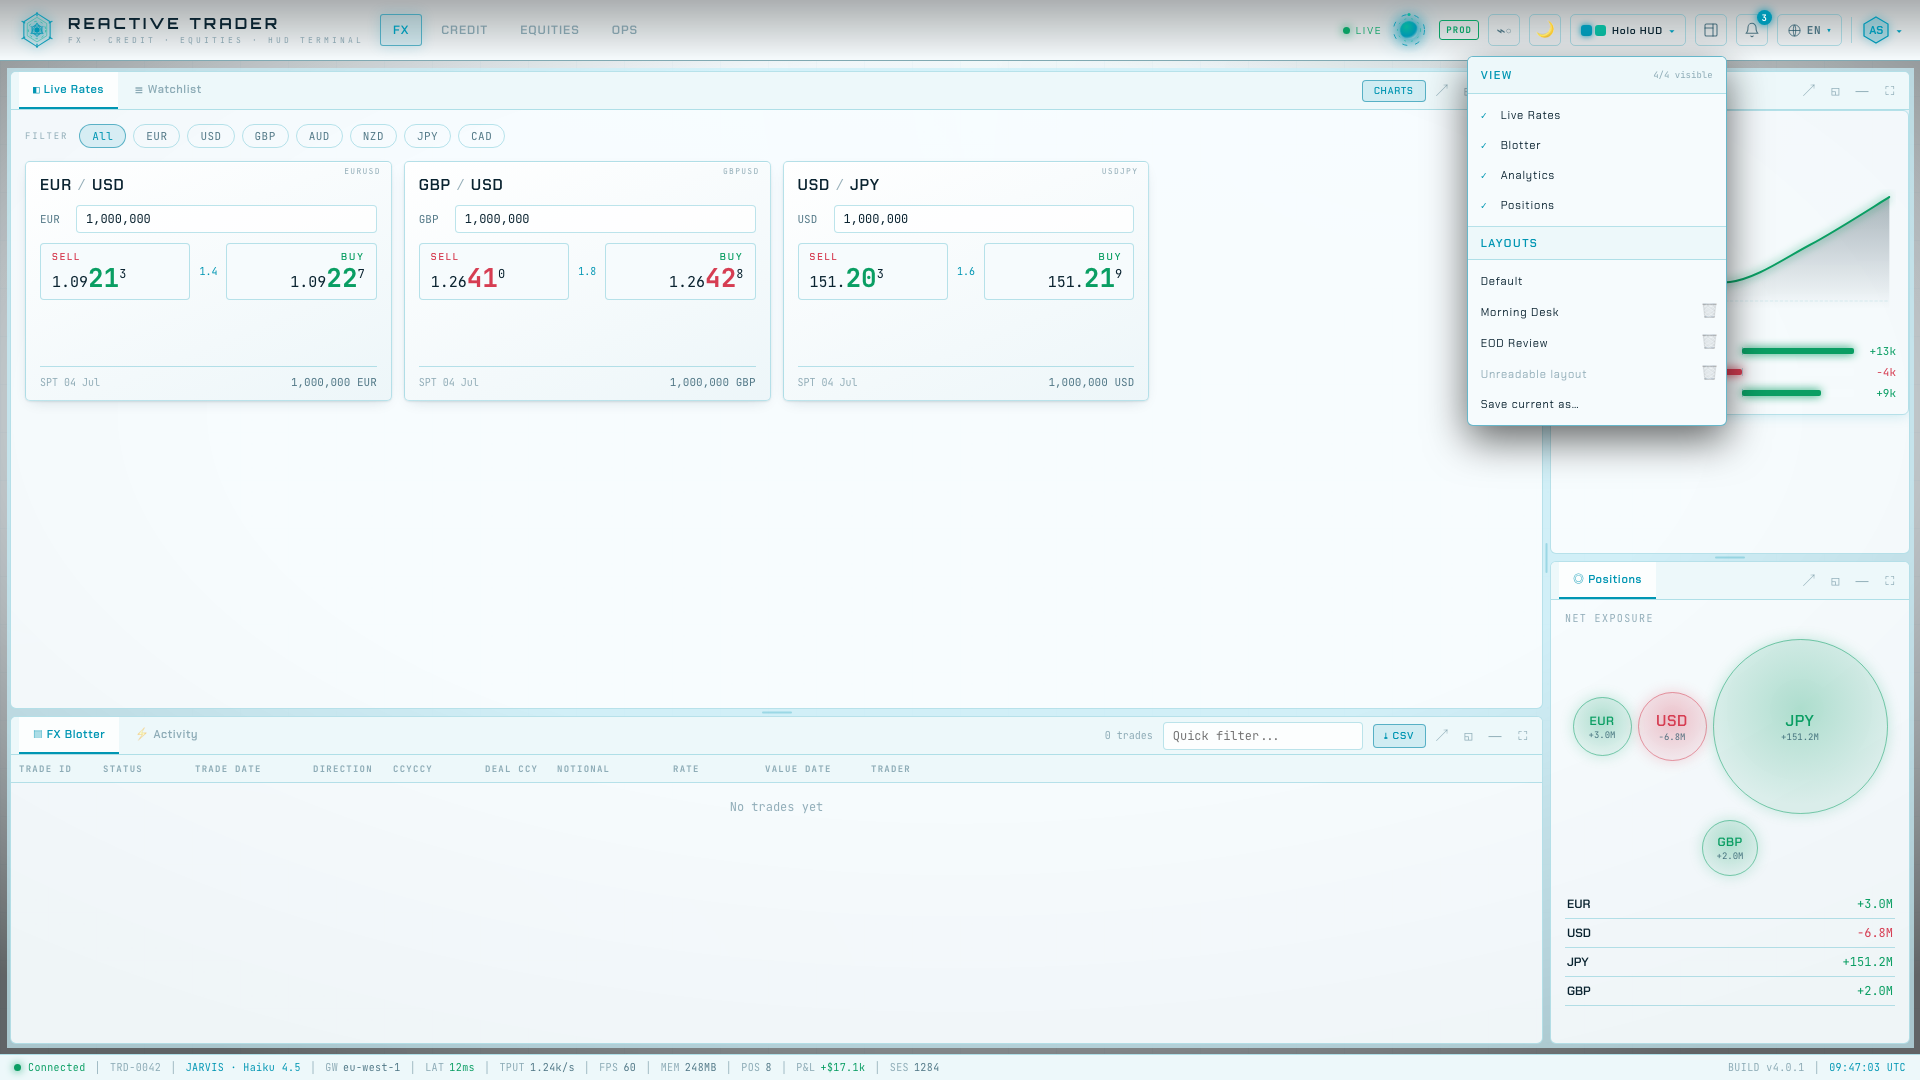 REACTIVE TRADER
FX · CREDIT · EQUITIES · HUD TERMINAL
FX
CREDIT
EQUITIES
OPS
LIVE
PROD
Holo HUD
3
EN
AS
Live Rates
Watchlist
CHARTS
FILTER
All
EUR
USD
GBP
AUD
NZD
JPY
CAD
EURUSD
EUR / USD
EUR 1,000,000
SELL
1.09213
1.4
BUY
1.09227
SPT 04 Jul
1,000,000 EUR
GBPUSD
GBP / USD
GBP 1,000,000
SELL
1.26410
1.8
BUY
1.26428
SPT 04 Jul
1,000,000 GBP
USDJPY
USD / JPY
USD 1,000,000
SELL
151.203
1.6
BUY
151.219
SPT 04 Jul
1,000,000 USD
VIEW
4/4 visible
✓ Live Rates
✓ Blotter
✓ Analytics
✓ Positions
LAYOUTS
Default
Morning Desk
EOD Review
Unreadable layout
Save current as…
+13k
-4k
+9k
FX Blotter
Activity
0 trades
Quick filter...
↓ CSV
TRADE ID
STATUS
TRADE DATE
DIRECTION
CCYCCY
DEAL CCY
NOTIONAL
RATE
VALUE DATE
TRADER
No trades yet
Positions
NET EXPOSURE
EUR
+3.0M
USD
-6.8M
JPY
+151.2M
GBP
+2.0M
EUR +3.0M
USD -6.8M
JPY +151.2M
GBP +2.0M
Connected
TRD-0042
JARVIS · Haiku 4.5
GW eu-west-1
LAT 12ms
TPUT 1.24k/s
FPS 60
MEM 248MB
POS 8
P&L +$17.1k
SES 1284
BUILD v4.0.1
09:47:03 UTC